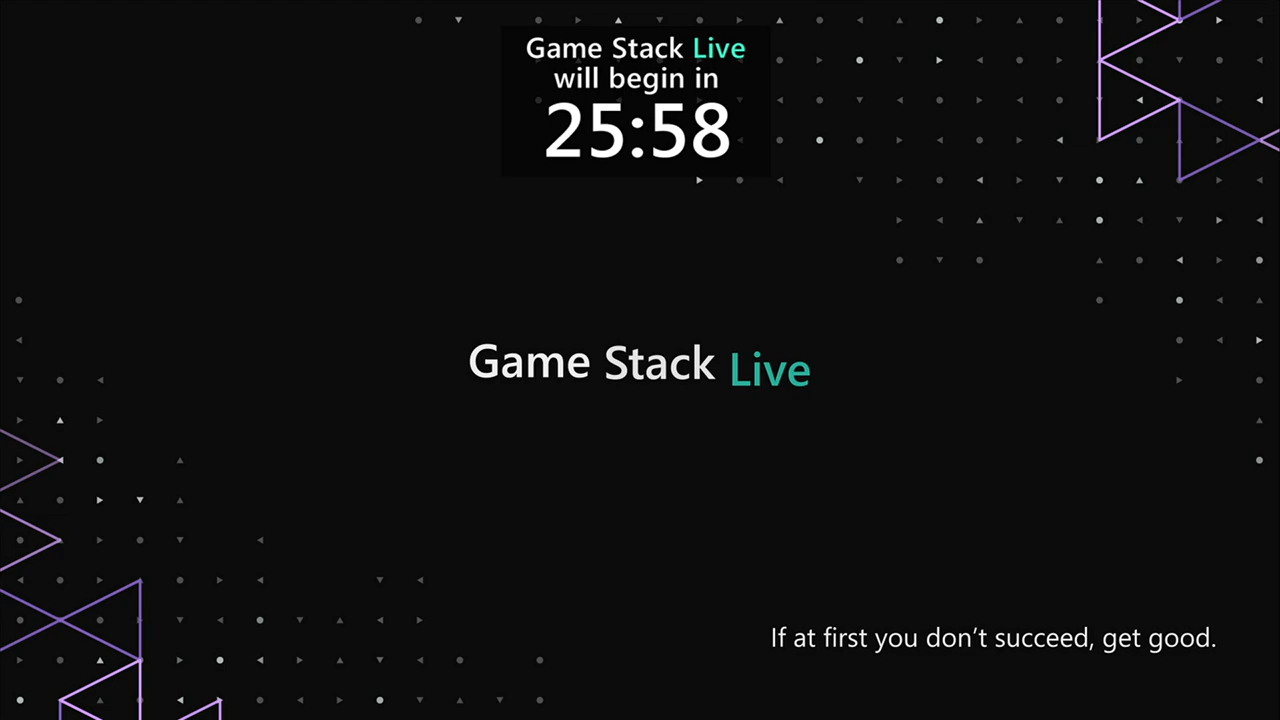 Game Stack Live
will begin in
25:58
Game Stack Live
If at first you don’t succeed, get good.